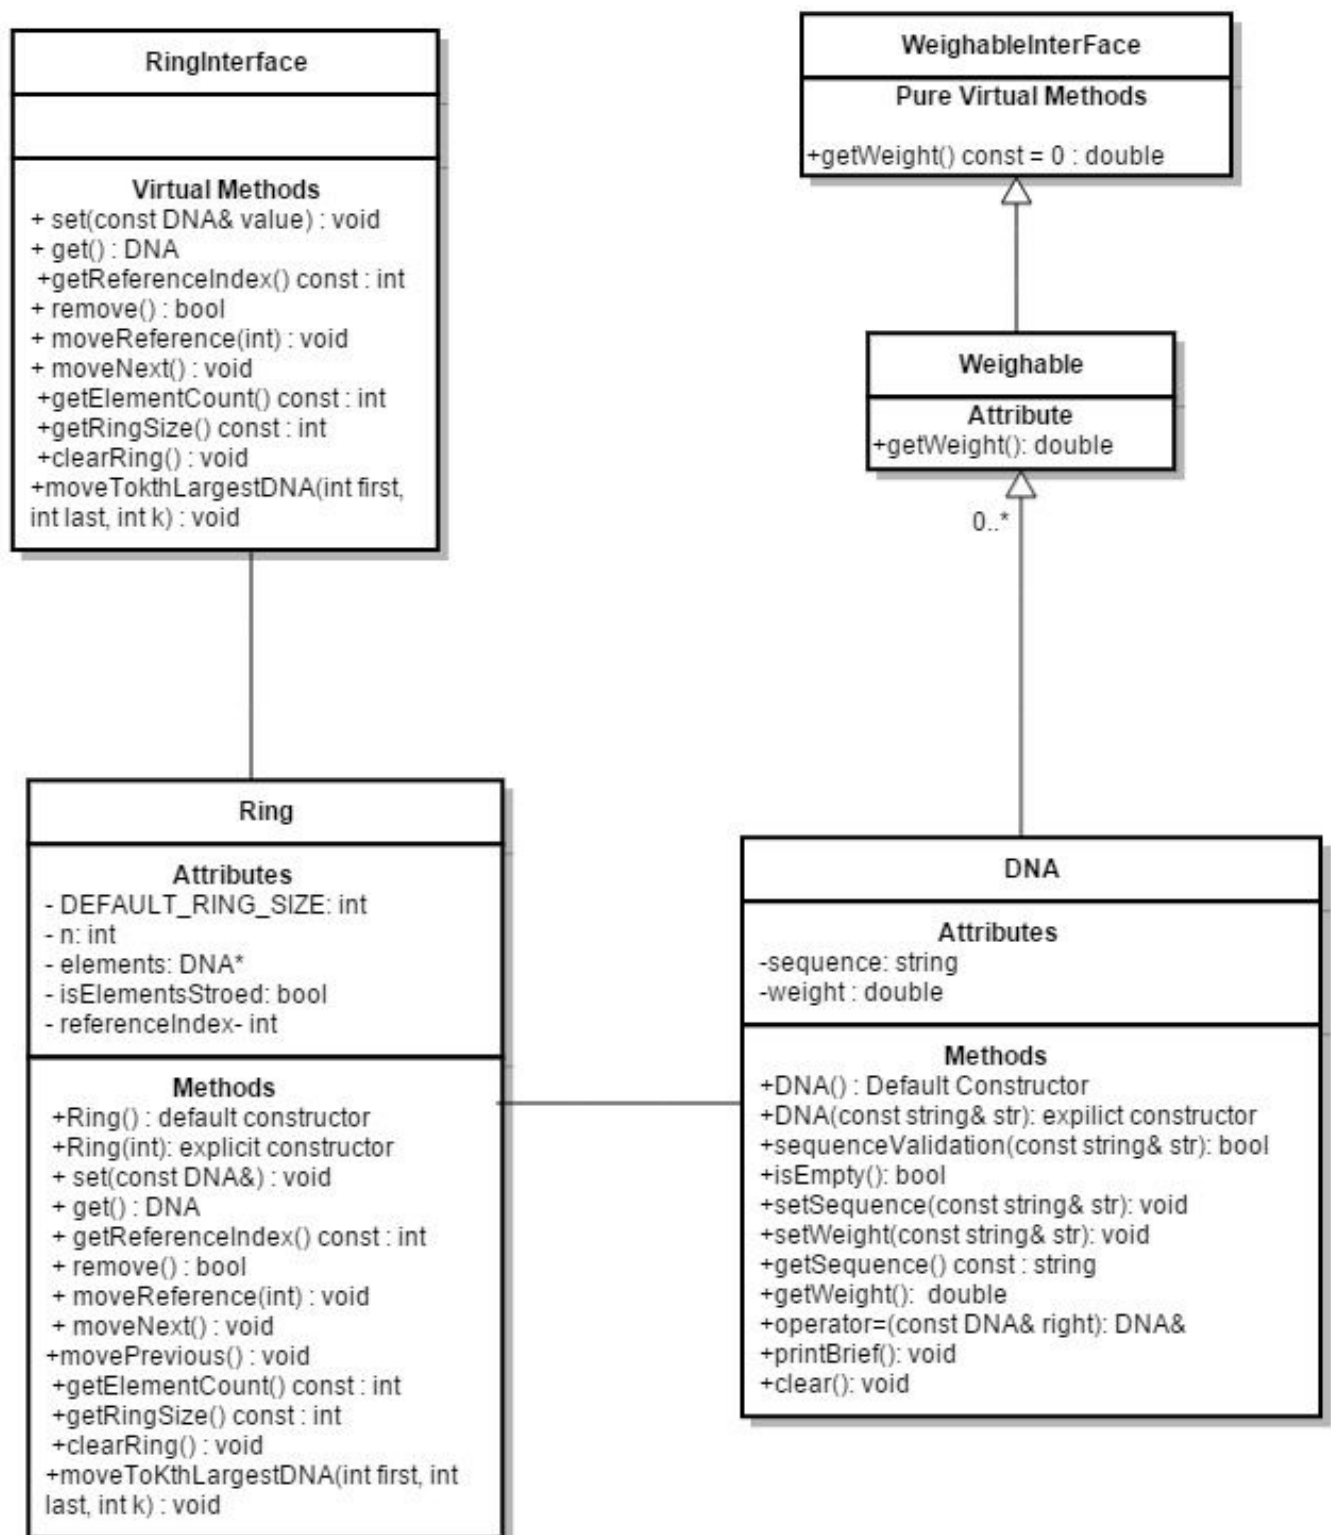 RingInterface
Virtual Methods
+ set(const DNA& value) : void
+ get() : DNA
+getReferenceIndex() const : int
+ remove() : bool
+ moveReference(int) : void
+ moveNext() : void
+getElementCount() const : int
+getRingSize() const : int
+clearRing() : void
+moveTokthLargestDNA(int first,
int last, int k) : void
WeighableInterFace
Pure Virtual Methods
+getWeight() const = 0 : double
Weighable
Attribute
+getWeight(): double
0..*
Ring
Attributes
- DEFAULT_RING_SIZE: int
- n: int
- elements: DNA*
- isElementsStroed: bool
- referenceIndex- int
Methods
+Ring() : default constructor
+Ring(int): explicit constructor
+ set(const DNA&) : void
+ get() : DNA
+ getReferenceIndex() const : int
+ remove() : bool
+ moveReference(int) : void
+ moveNext() : void
+movePrevious() : void
+getElementCount() const : int
+getRingSize() const : int
+clearRing() : void
+moveToKthLargestDNA(int first, int
last, int k) : void
DNA
Attributes
-sequence: string
-weight : double
Methods
+DNA() : Default Constructor
+DNA(const string& str): expilict constructor
+sequenceValidation(const string& str): bool
+isEmpty(): bool
+setSequence(const string& str): void
+setWeight(const string& str): void
+getSequence() const : string
+getWeight():  double
+operator=(const DNA& right): DNA&
+printBrief(): void
+clear(): void